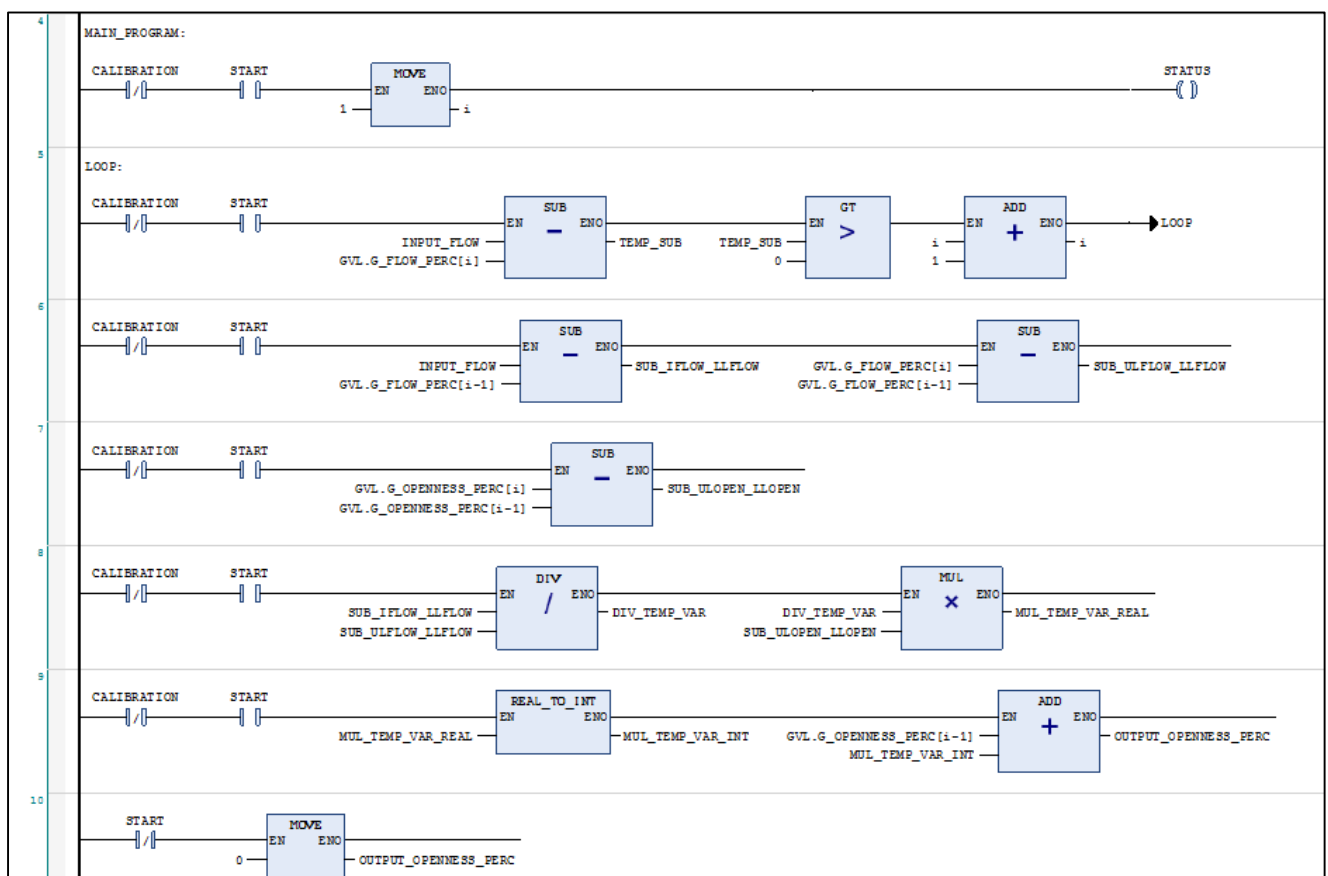 4
MAIN_PROGRAM:
CALIBRATION START MOVE STATUS
EN ENO
1 i
5
LOOP:
CALIBRATION START SUB GT ADD
EN ENO EN EN ENO LOOP
- > +
INPUT_FLOW TEMP_SUB TEMP_SUB i i
GVL.G_FLOW_PERC[i] 0 1
6
CALIBRATION START SUB SUB
EN ENO EN ENO
- -
INPUT_FLOW SUB_IFLOW_LLFLOW GVL.G_FLOW_PERC[i] SUB_ULFLOW_LLFLOW
GVL.G_FLOW_PERC[i-1] GVL.G_FLOW_PERC[i-1]
7
CALIBRATION START SUB
EN ENO
-
GVL.G_OPENNESS_PERC[i] SUB_ULOPEN_LLOPEN
GVL.G_OPENNESS_PERC[i-1]
8
CALIBRATION START DIV MUL
EN ENO EN ENO
/ ×
SUB_IFLOW_LLFLOW DIV_TEMP_VAR DIV_TEMP_VAR MUL_TEMP_VAR_REAL
SUB_ULFLOW_LLFLOW SUB_ULOPEN_LLOPEN
9
CALIBRATION START REAL_TO_INT ADD
EN ENO EN ENO
+
MUL_TEMP_VAR_REAL MUL_TEMP_VAR_INT GVL.G_OPENNESS_PERC[i-1] OUTPUT_OPENNESS_PERC
MUL_TEMP_VAR_INT
10
START MOVE
EN ENO
0 OUTPUT_OPENNESS_PERC